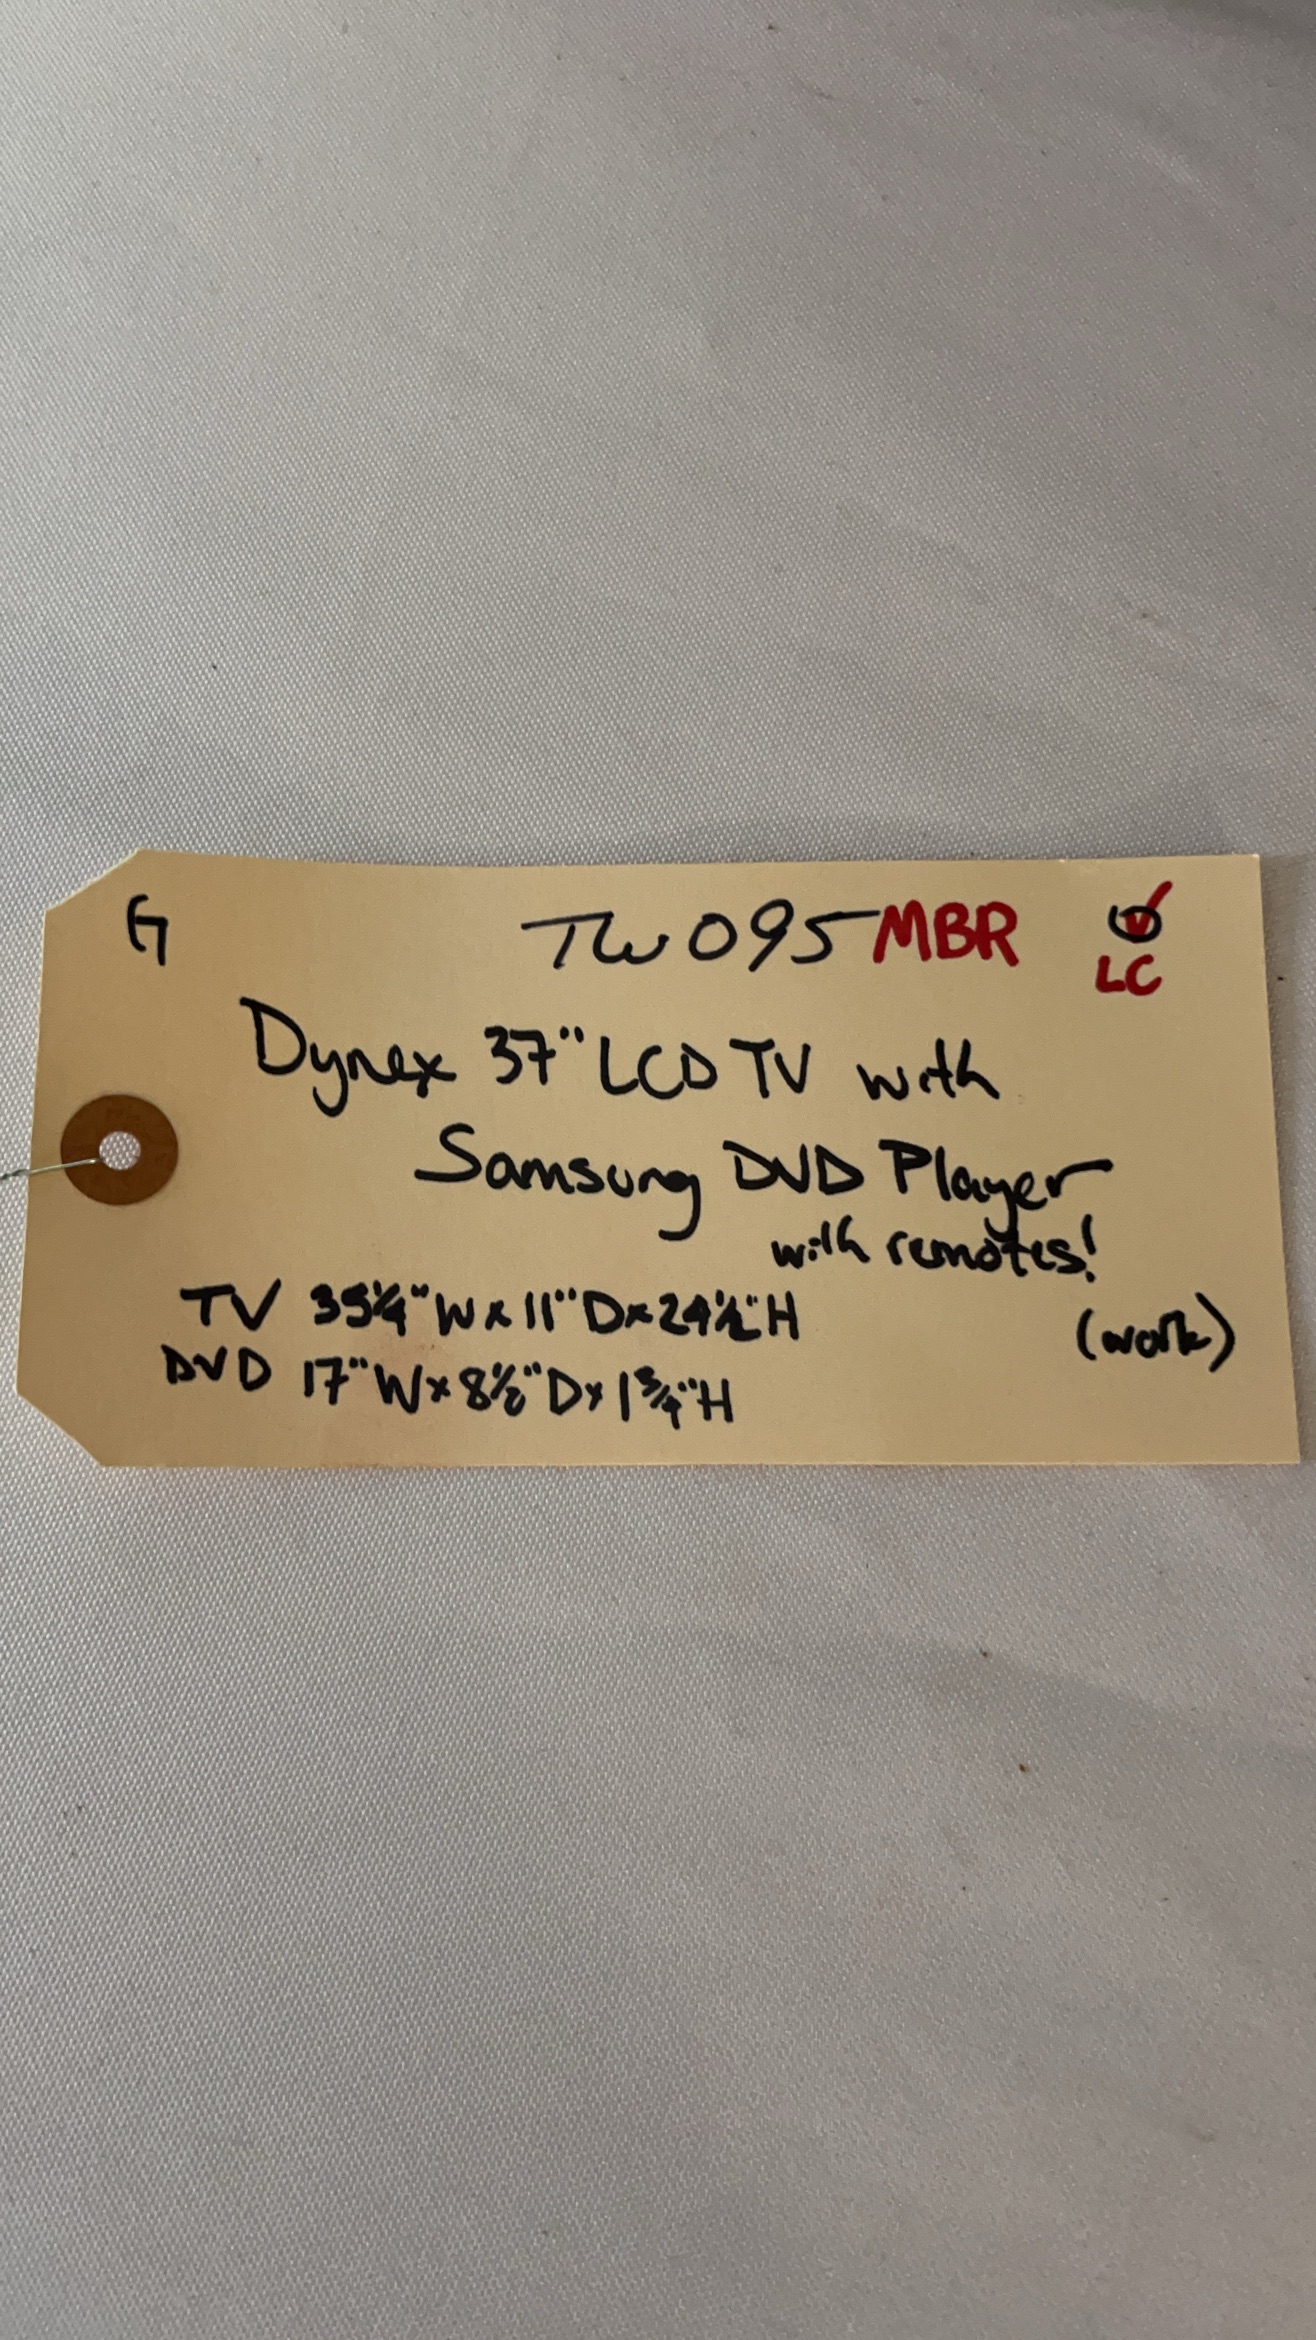 G TW095 MBR
LC
Dynex 37" LCD TV with
Samsung DVD Player
with remotes!
TV 35¼" W x 11" D x 24½" H
(work)
DVD 17" W x 8½" D x 1¾" H